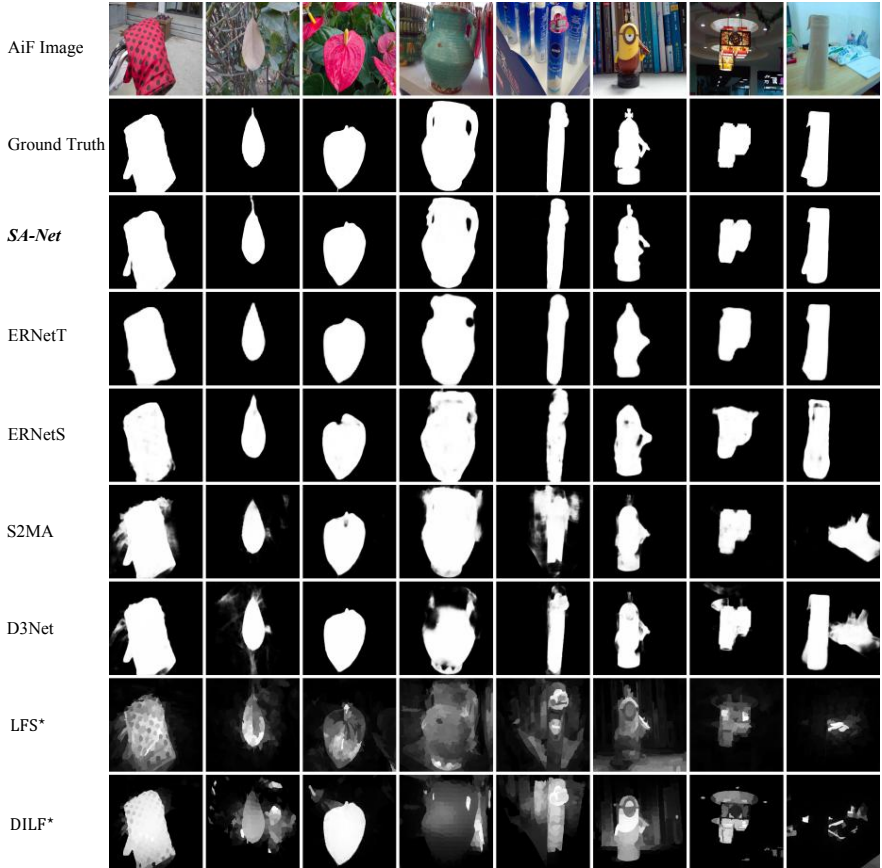 AiF Image
Ground Truth
SA-Net
ERNetT
ERNetS
S2MA
D3Net
LFS★
DILF★